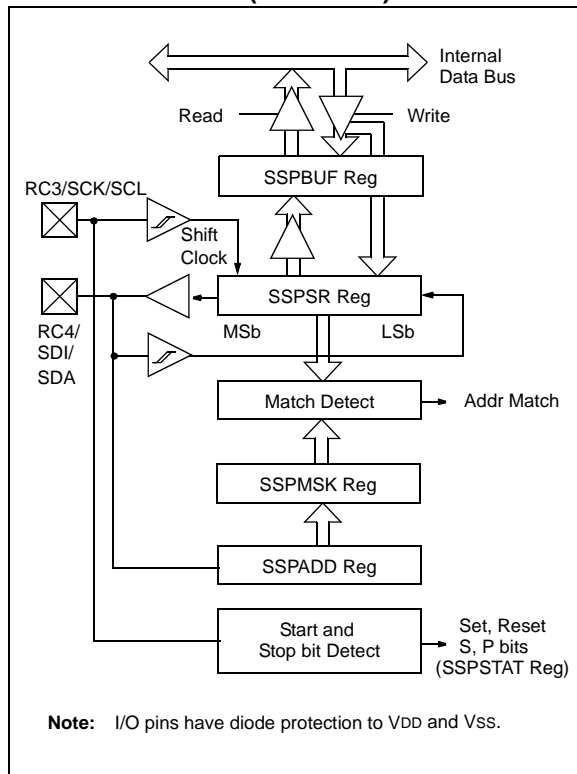 Internal
Data Bus
Read
Write
SSPBUF Reg
RC3/SCK/SCL
Shift
Clock
SSPSR Reg
MSb
LSb
RC4/
SDI/
SDA
Match Detect
Addr Match
SSPMSK Reg
SSPADD Reg
Start and
Stop bit Detect
Set, Reset
S, P bits
(SSPSTAT Reg)
Note: I/O pins have diode protection to VDD and VSS.